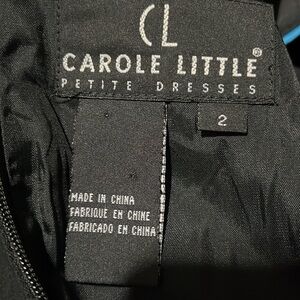 CL
CAROLE LITTLE®
PETITE DRESSES
2
MADE IN CHINA
FABRIQUE EN CHINE
FABRICADO EN CHINA